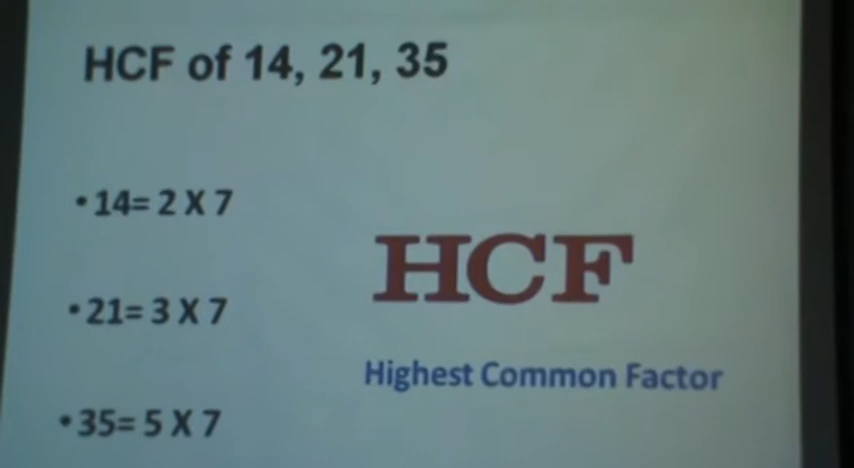 HCF of 14, 21, 35
• 14= 2 X 7
• 21= 3 X 7
• 35= 5 X 7
HCF
Highest Common Factor